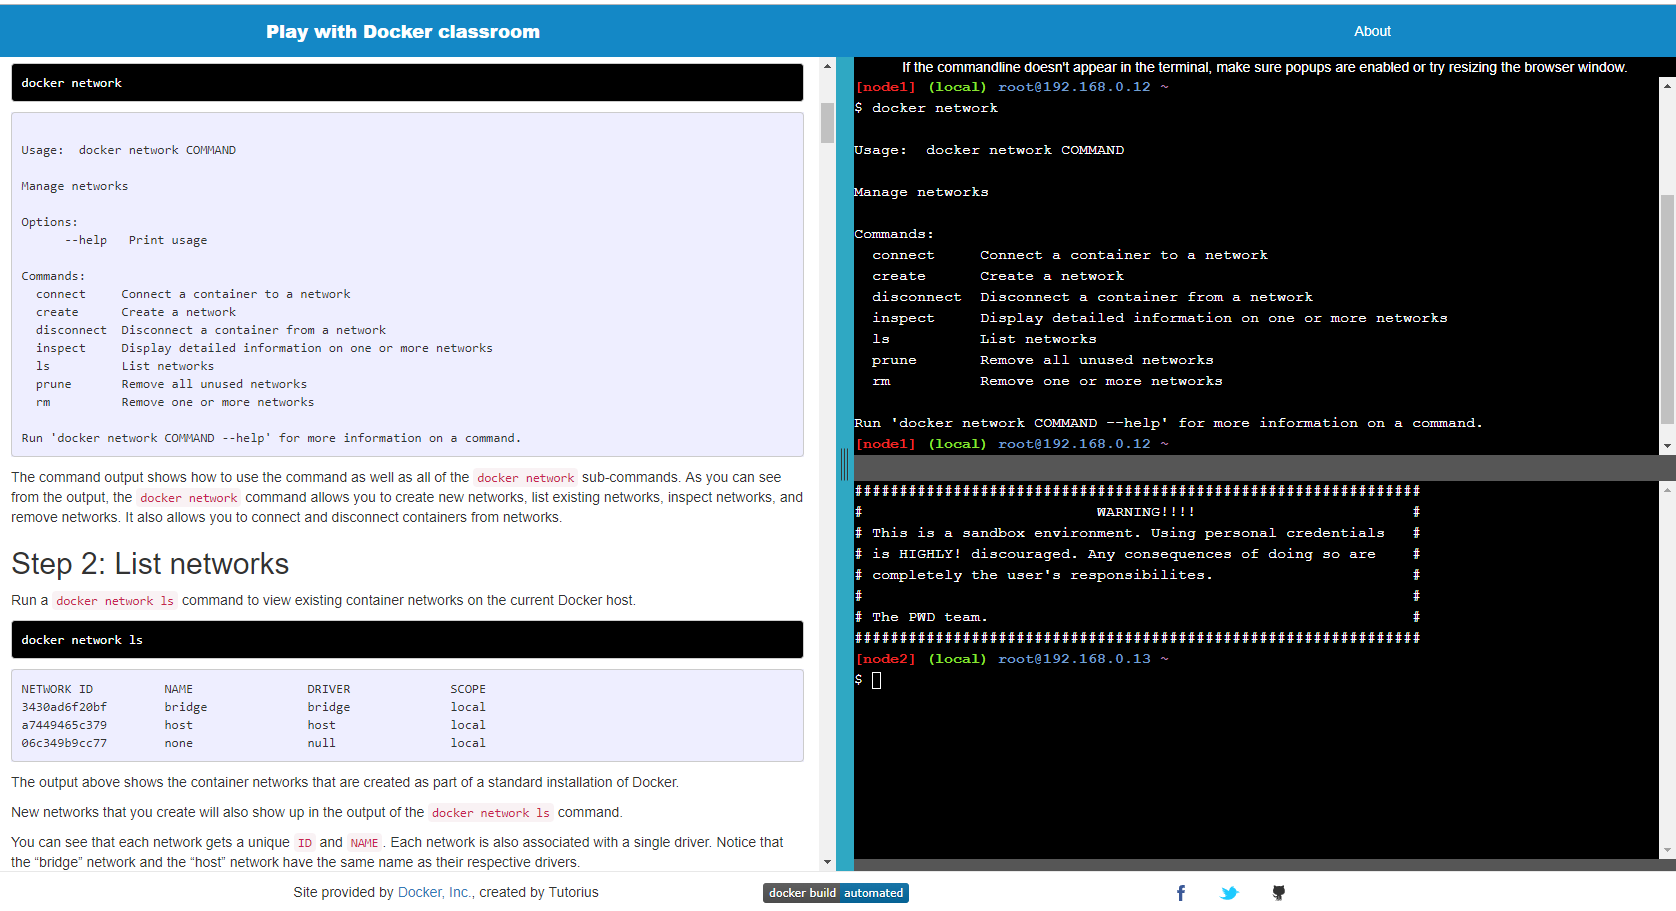 Play with Docker classroom
About
docker network
Usage:  docker network COMMAND
Manage networks
Options:
      --help   Print usage
Commands:
  connect     Connect a container to a network
  create      Create a network
  disconnect  Disconnect a container from a network
  inspect     Display detailed information on one or more networks
  ls          List networks
  prune       Remove all unused networks
  rm          Remove one or more networks
Run 'docker network COMMAND --help' for more information on a command.
The command output shows how to use the command as well as all of the docker network sub-commands. As you can see
from the output, the docker network command allows you to create new networks, list existing networks, inspect networks, and
remove networks. It also allows you to connect and disconnect containers from networks.
Step 2: List networks
Run a docker network ls command to view existing container networks on the current Docker host.
docker network ls
NETWORK ID          NAME                DRIVER              SCOPE
3430ad6f20bf        bridge              bridge              local
a7449465c379        host                host                local
06c349b9cc77        none                null                local
The output above shows the container networks that are created as part of a standard installation of Docker.
New networks that you create will also show up in the output of the docker network ls command.
You can see that each network gets a unique ID and NAME. Each network is also associated with a single driver. Notice that
the “bridge” network and the “host” network have the same name as their respective drivers.
If the commandline doesn't appear in the terminal, make sure popups are enabled or try resizing the browser window.
[node1] (local) root@192.168.0.12 ~
$ docker network
Usage:  docker network COMMAND
Manage networks
Commands:
  connect     Connect a container to a network
  create      Create a network
  disconnect  Disconnect a container from a network
  inspect     Display detailed information on one or more networks
  ls          List networks
  prune       Remove all unused networks
  rm          Remove one or more networks
Run 'docker network COMMAND --help' for more information on a command.
[node1] (local) root@192.168.0.12 ~
###############################################################
#                          WARNING!!!!                        #
# This is a sandbox environment. Using personal credentials   #
# is HIGHLY! discouraged. Any consequences of doing so are    #
# completely the user's responsibilites.                      #
#                                                             #
# The PWD team.                                               #
###############################################################
[node2] (local) root@192.168.0.13 ~
$
Site provided by Docker, Inc., created by Tutorius
docker build automated